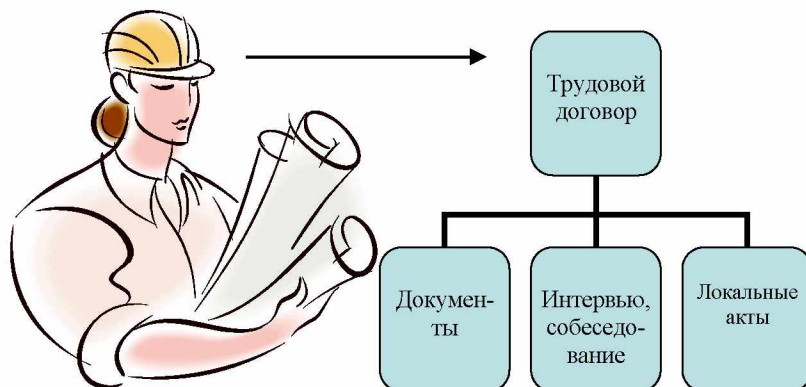 Трудовой
договор
Докумен-
ты
Интервью,
собеседо-
вание
Локальные
акты